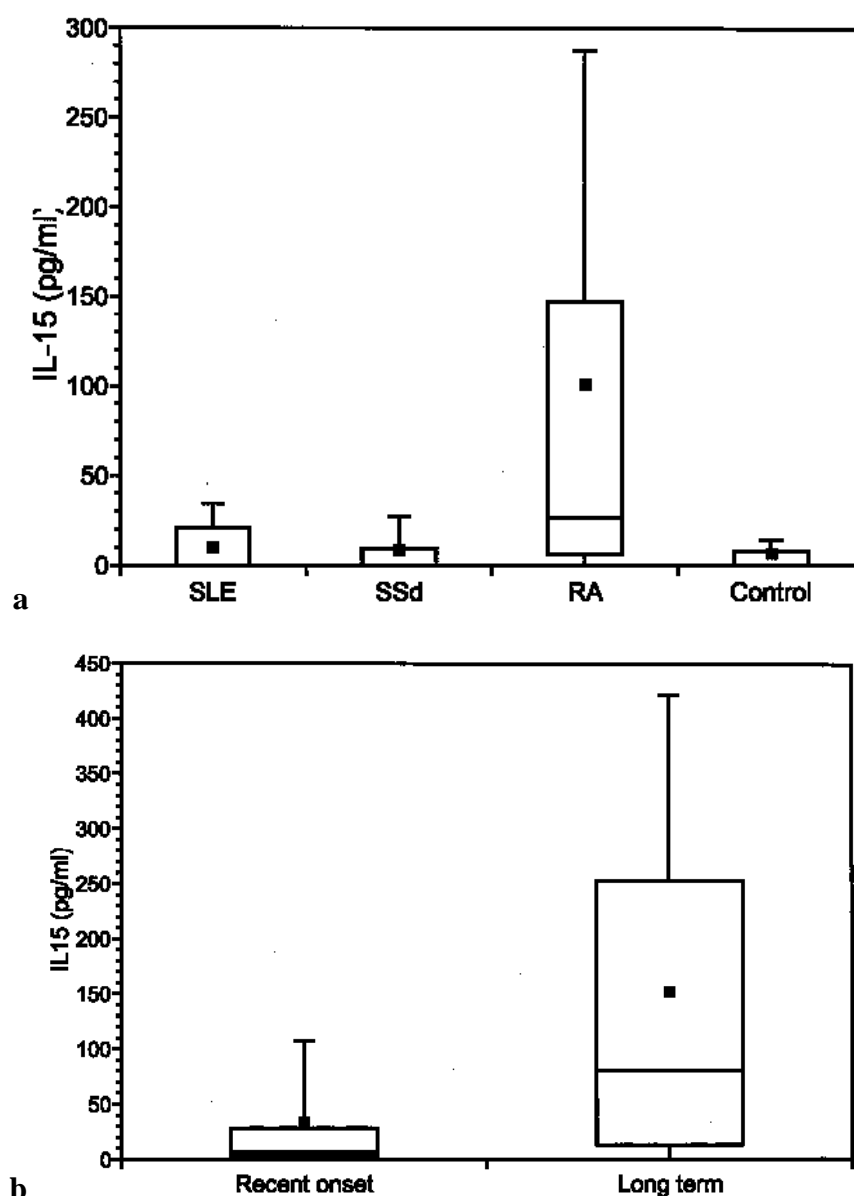 300
250
200
150
100
50
0
IL-15 (pg/ml)
SLE SSd RA Control
a
450
400
350
300
250
200
150
100
50
0
IL15 (pg/ml)
Recent onset Long term
b